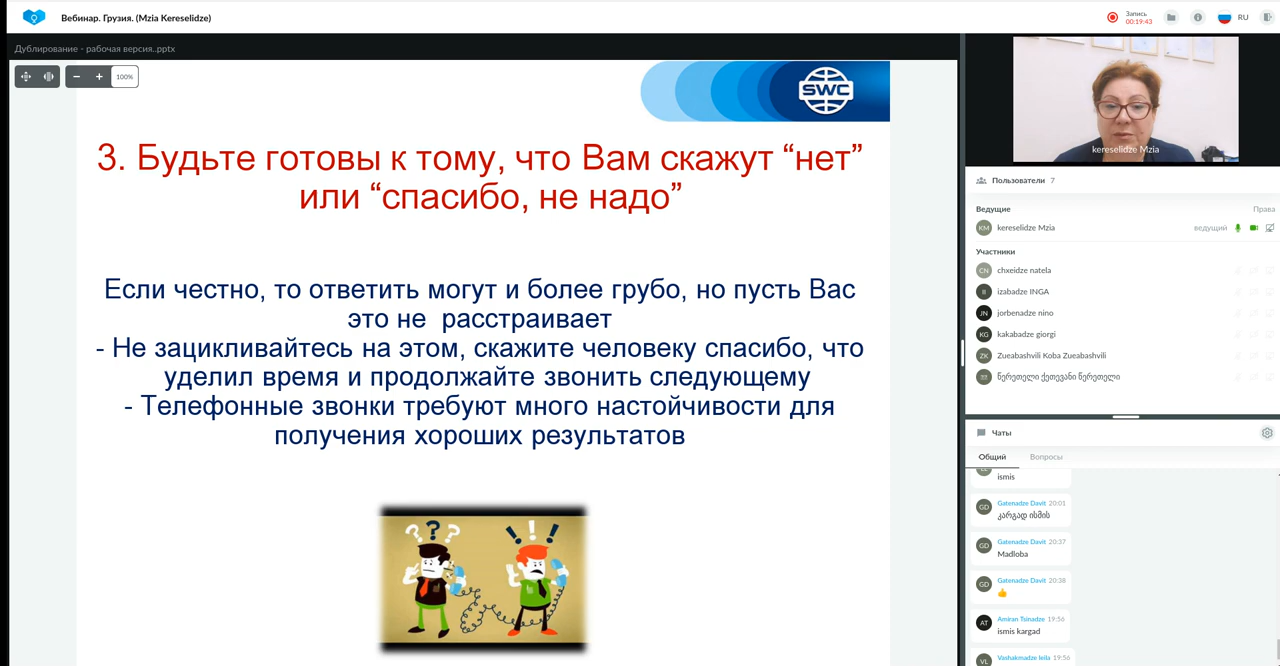 Вебинар. Грузия. (Mzia Kereselidze)
Запись
00:19:43
RU
Дублирование - рабочая версия..pptx
100%
SWC
3. Будьте готовы к тому, что Вам скажут “нет”
или “спасибо, не надо”
Если честно, то ответить могут и более грубо, но пусть Вас
это не расстраивает
- Не зацикливайтесь на этом, скажите человеку спасибо, что
уделил время и продолжайте звонить следующему
- Телефонные звонки требуют много настойчивости для
получения хороших результатов
???
!!!
kereselidze Mzia
Пользователи 7
Ведущие Права
KM kereselidze Mzia ведущий
Участники
CN chxeidze natela
II izabadze INGA
JN jorbenadze nino
KG kakabadze giorgi
ZK Zueabashvili Koba Zueabashvili
წერეთელი ქეთევანი წერეთელი
Чаты
Общий Вопросы
ismis
GD Gatenadze Davit 20:01
კარგად ისმის
GD Gatenadze Davit 20:37
Madloba
GD Gatenadze Davit 20:38
👍
AT Amiran Tsinadze 19:56
ismis kargad
VL Vashakmadze leila 19:56